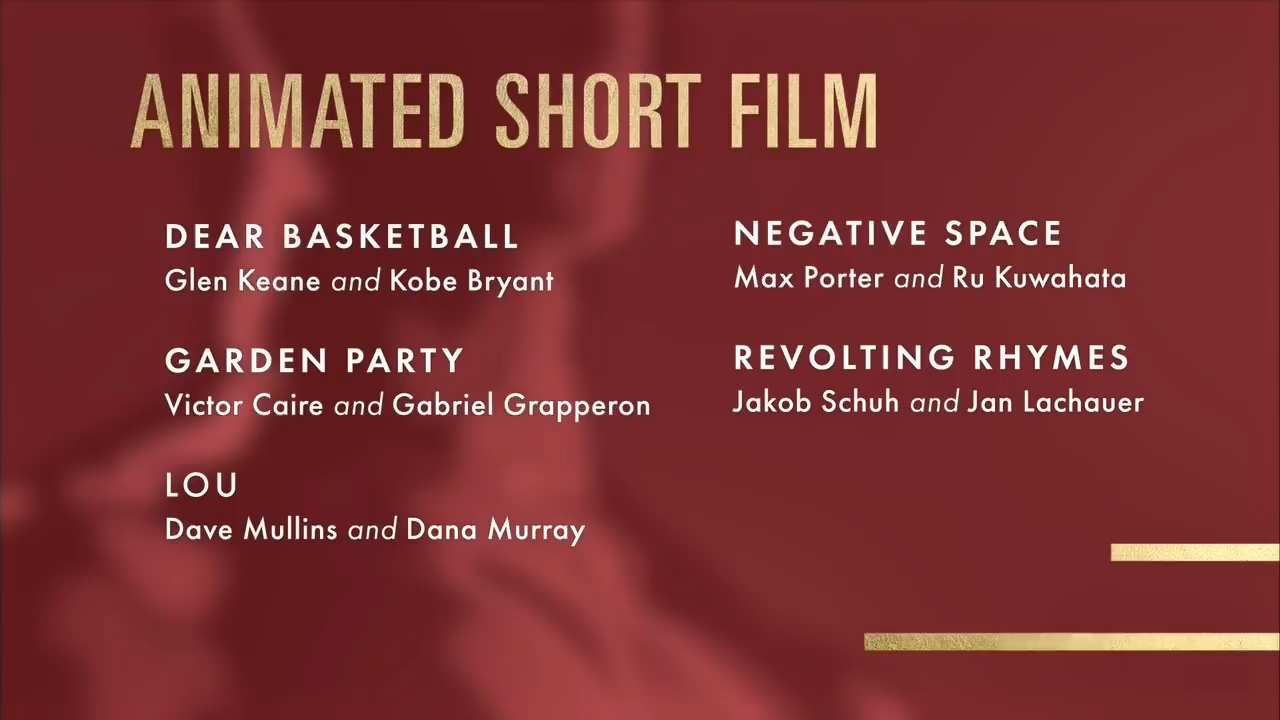 ANIMATED SHORT FILM
DEAR BASKETBALL
Glen Keane and Kobe Bryant
GARDEN PARTY
Victor Caire and Gabriel Grapperon
LOU
Dave Mullins and Dana Murray
NEGATIVE SPACE
Max Porter and Ru Kuwahata
REVOLTING RHYMES
Jakob Schuh and Jan Lachauer